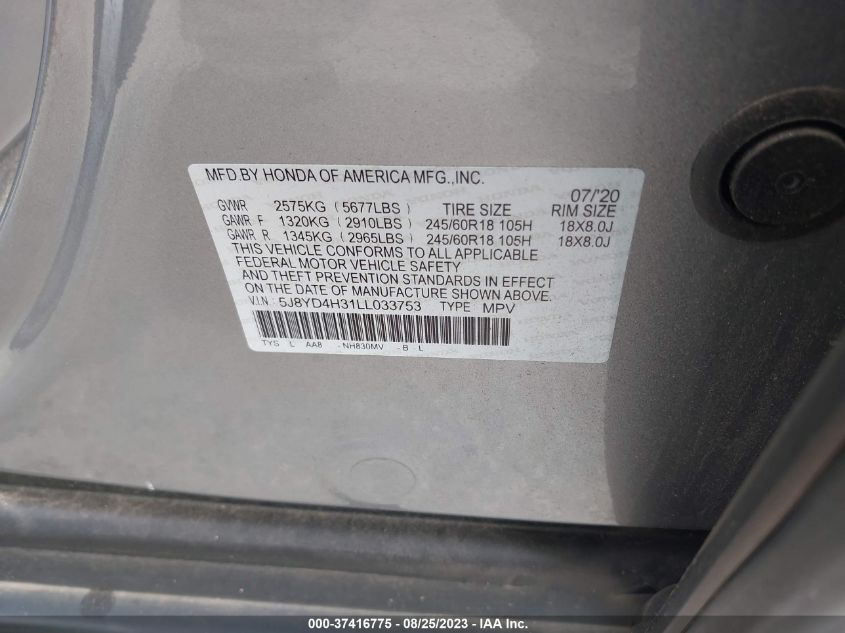 MFD.BY HONDA OF AMERICA MFG.,INC.
07/'20
GVWR 2575KG (5677LBS) TIRE SIZE RIM SIZE
GAWR F 1320KG (2910LBS) 245/60R18 105H 18X8.0J
GAWR R 1345KG (2965LBS) 245/60R18 105H 18X8.0J
THIS VEHICLE CONFORMS TO ALL APPLICABLE
FEDERAL MOTOR VEHICLE SAFETY
AND THEFT PREVENTION STANDARDS IN EFFECT
ON THE DATE OF MANUFACTURE SHOWN ABOVE.
V.I.N: 5J8YD4H31LL033753 TYPE: MPV
TYS L AA8 -NH830MV -B L
000-37416775 - 08/25/2023 - IAA Inc.